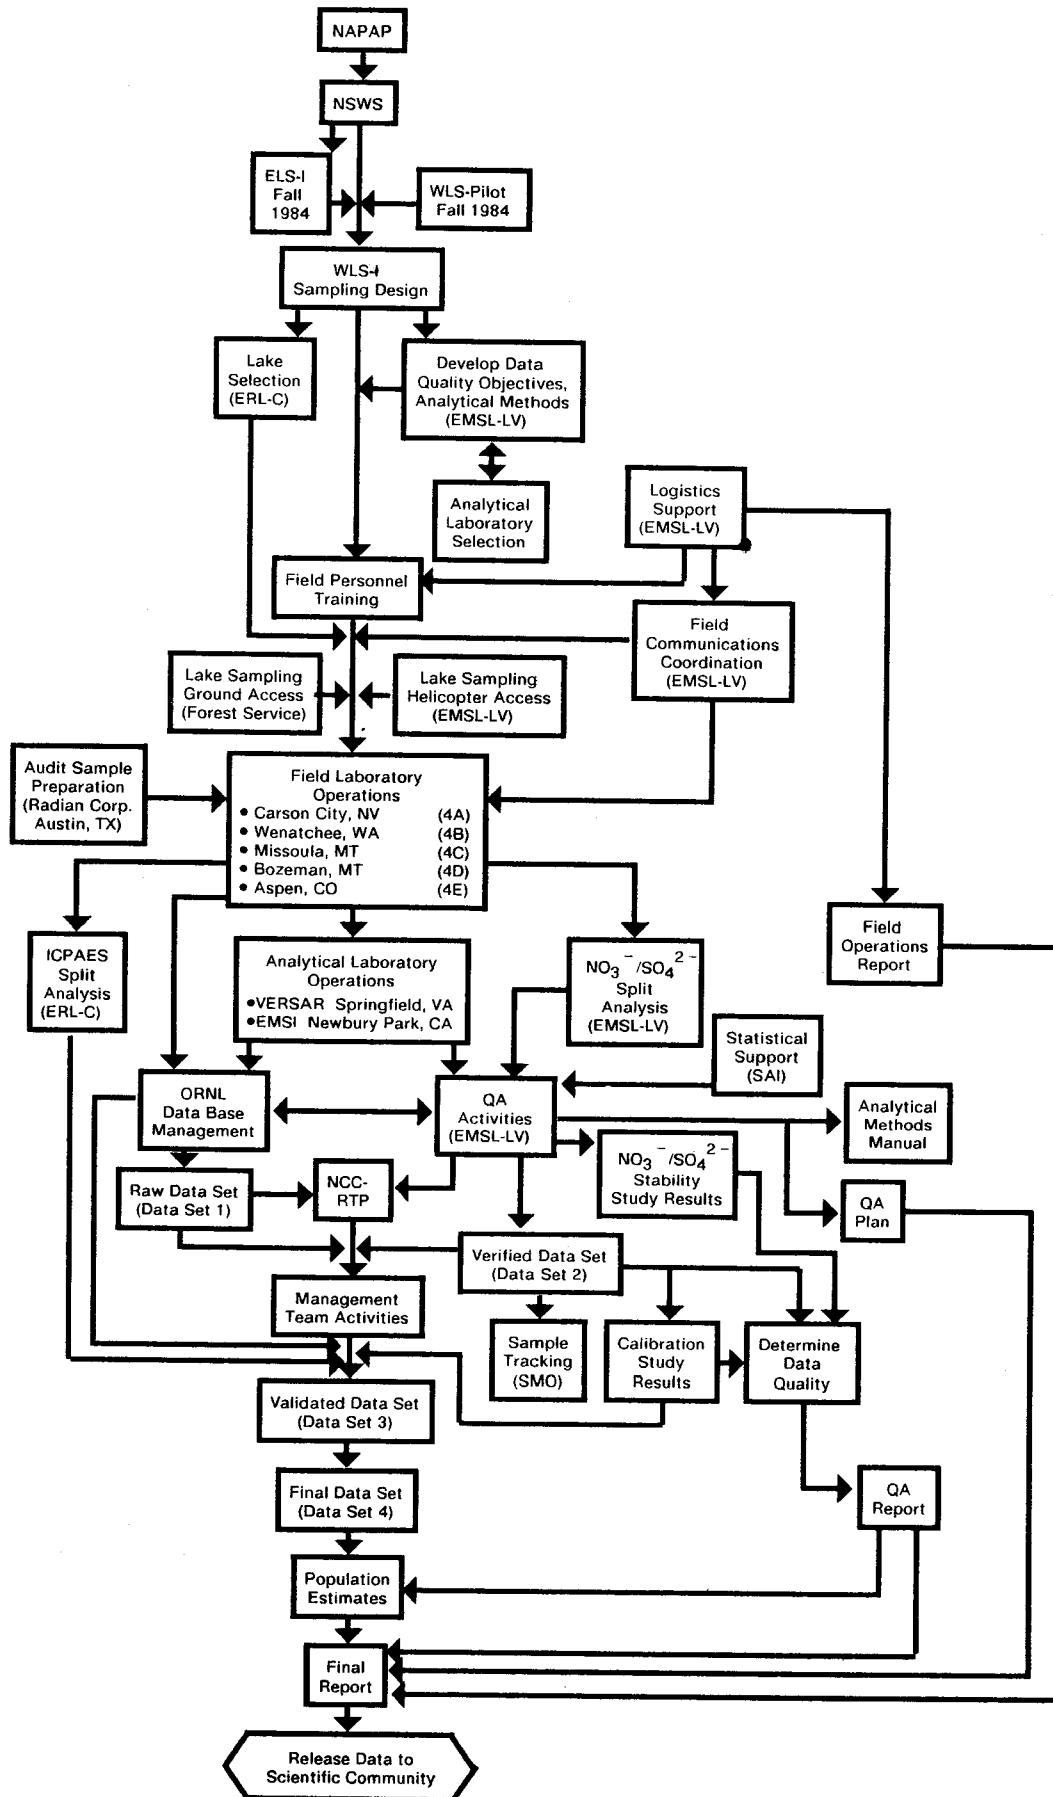 NAPAP
NSWS
ELS-I
Fall
1984
WLS-Pilot
Fall 1984
WLS-I
Sampling Design
Lake
Selection
(ERL-C)
Develop Data
Quality Objectives,
Analytical Methods
(EMSL-LV)
Analytical
Laboratory
Selection
Logistics
Support
(EMSL-LV)
Field Personnel
Training
Field
Communications
Coordination
(EMSL-LV)
Lake Sampling
Ground Access
(Forest Service)
Lake Sampling
Helicopter Access
(EMSL-LV)
Audit Sample
Preparation
(Radian Corp.
Austin, TX)
Field Laboratory
Operations
• Carson City, NV (4A)
• Wenatchee, WA (4B)
• Missoula, MT (4C)
• Bozeman, MT (4D)
• Aspen, CO (4E)
Field
Operations
Report
ICPAES
Split
Analysis
(ERL-C)
Analytical Laboratory
Operations
•VERSAR Springfield, VA
•EMSI Newbury Park, CA
NO₃⁻/SO₄²⁻
Split
Analysis
(EMSL-LV)
Statistical
Support
(SAI)
ORNL
Data Base
Management
QA
Activities
(EMSL-LV)
Analytical
Methods
Manual
NO₃⁻/SO₄²⁻
Stability
Study Results
Raw Data Set
(Data Set 1)
NCC-
RTP
QA
Plan
Verified Data Set
(Data Set 2)
Management
Team Activities
Sample
Tracking
(SMO)
Calibration
Study
Results
Determine
Data
Quality
Validated Data Set
(Data Set 3)
Final Data Set
(Data Set 4)
QA
Report
Population
Estimates
Final
Report
Release Data to
Scientific Community